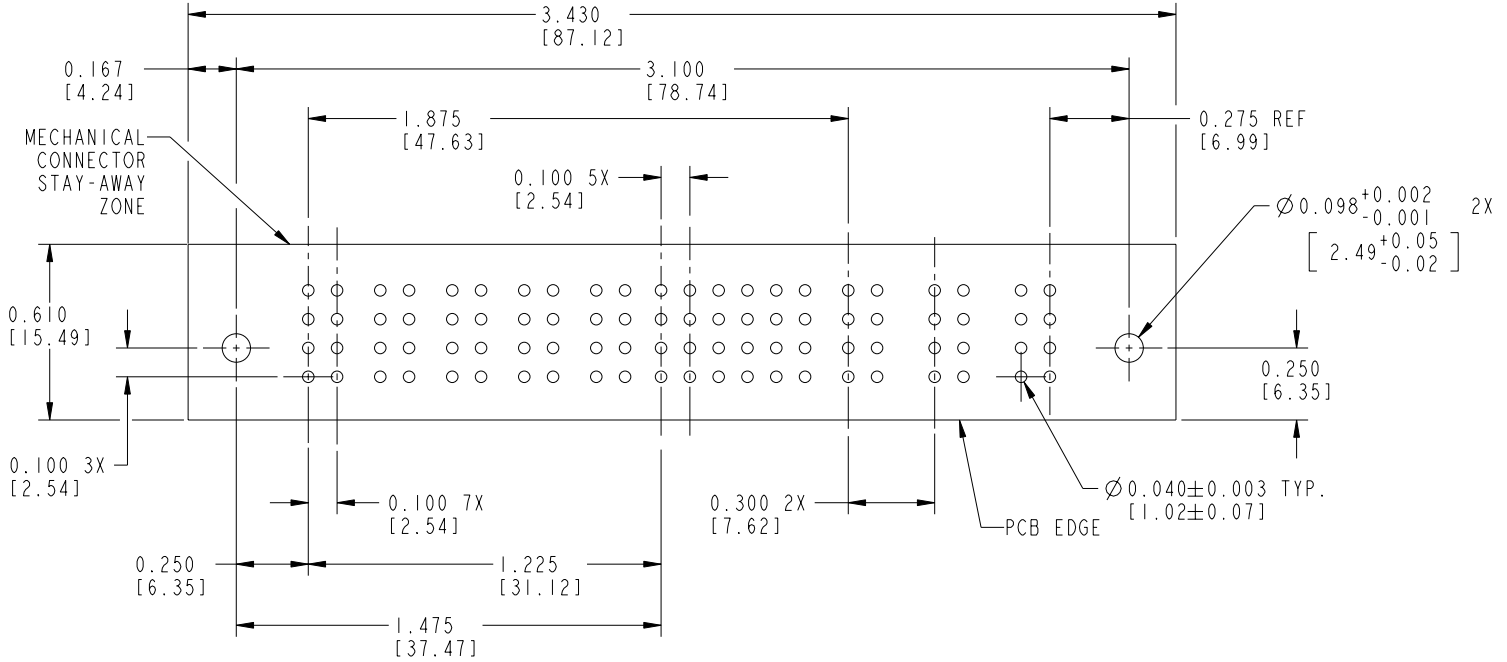 3.430
[87.12]
0.167
[4.24]
3.100
[78.74]
1.875
[47.63]
0.275 REF
[6.99]
MECHANICAL
CONNECTOR
STAY-AWAY
ZONE
0.100 5X
[2.54]
Ø0.098 +0.002 -0.001 2X
[2.49 +0.05 -0.02]
0.610
[15.49]
0.250
[6.35]
0.100 3X
[2.54]
0.100 7X
[2.54]
0.300 2X
[7.62]
Ø0.040±0.003 TYP.
[1.02±0.07]
PCB EDGE
0.250
[6.35]
1.225
[31.12]
1.475
[37.47]